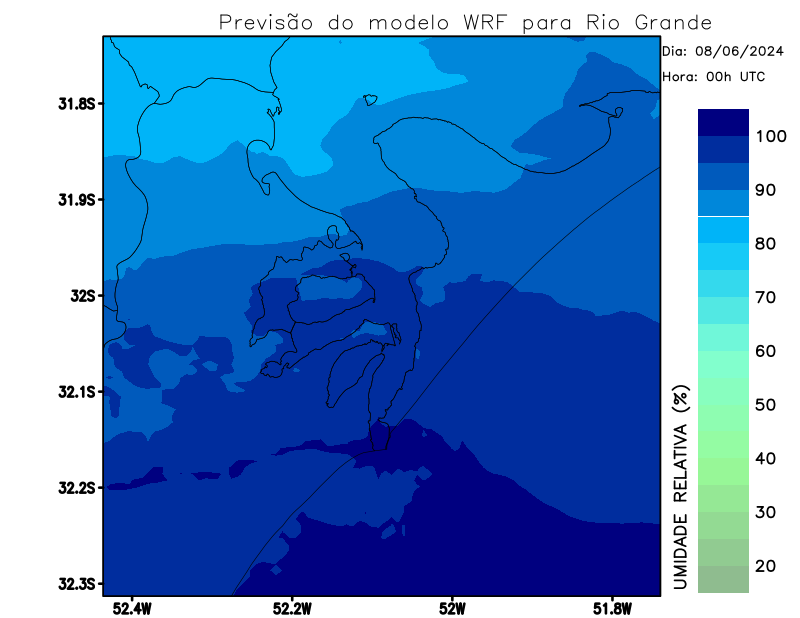 Previsão do modelo WRF para Rio Grande
Dia: 08/06/2024
Hora: 00h UTC
31.8S
31.9S
32S
32.1S
32.2S
32.3S
52.4W
52.2W
52W
51.8W
UMIDADE RELATIVA (%)
100
90
80
70
60
50
40
30
20